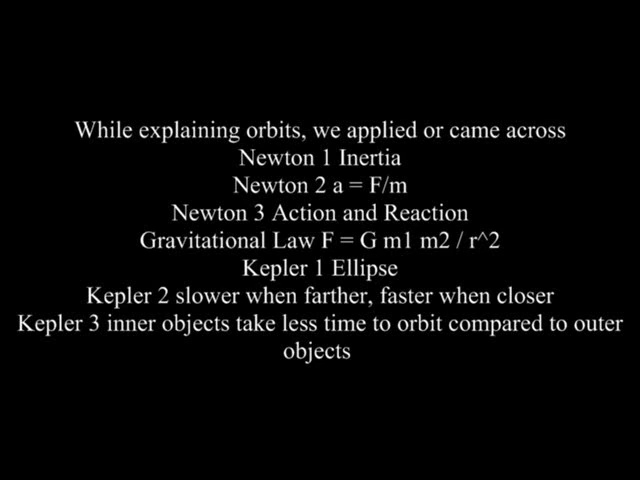 While explaining orbits, we applied or came across
Newton 1 Inertia
Newton 2 a = F/m
Newton 3 Action and Reaction
Gravitational Law F = G m1 m2 / r^2
Kepler 1 Ellipse
Kepler 2 slower when farther, faster when closer
Kepler 3 inner objects take less time to orbit compared to outer
objects